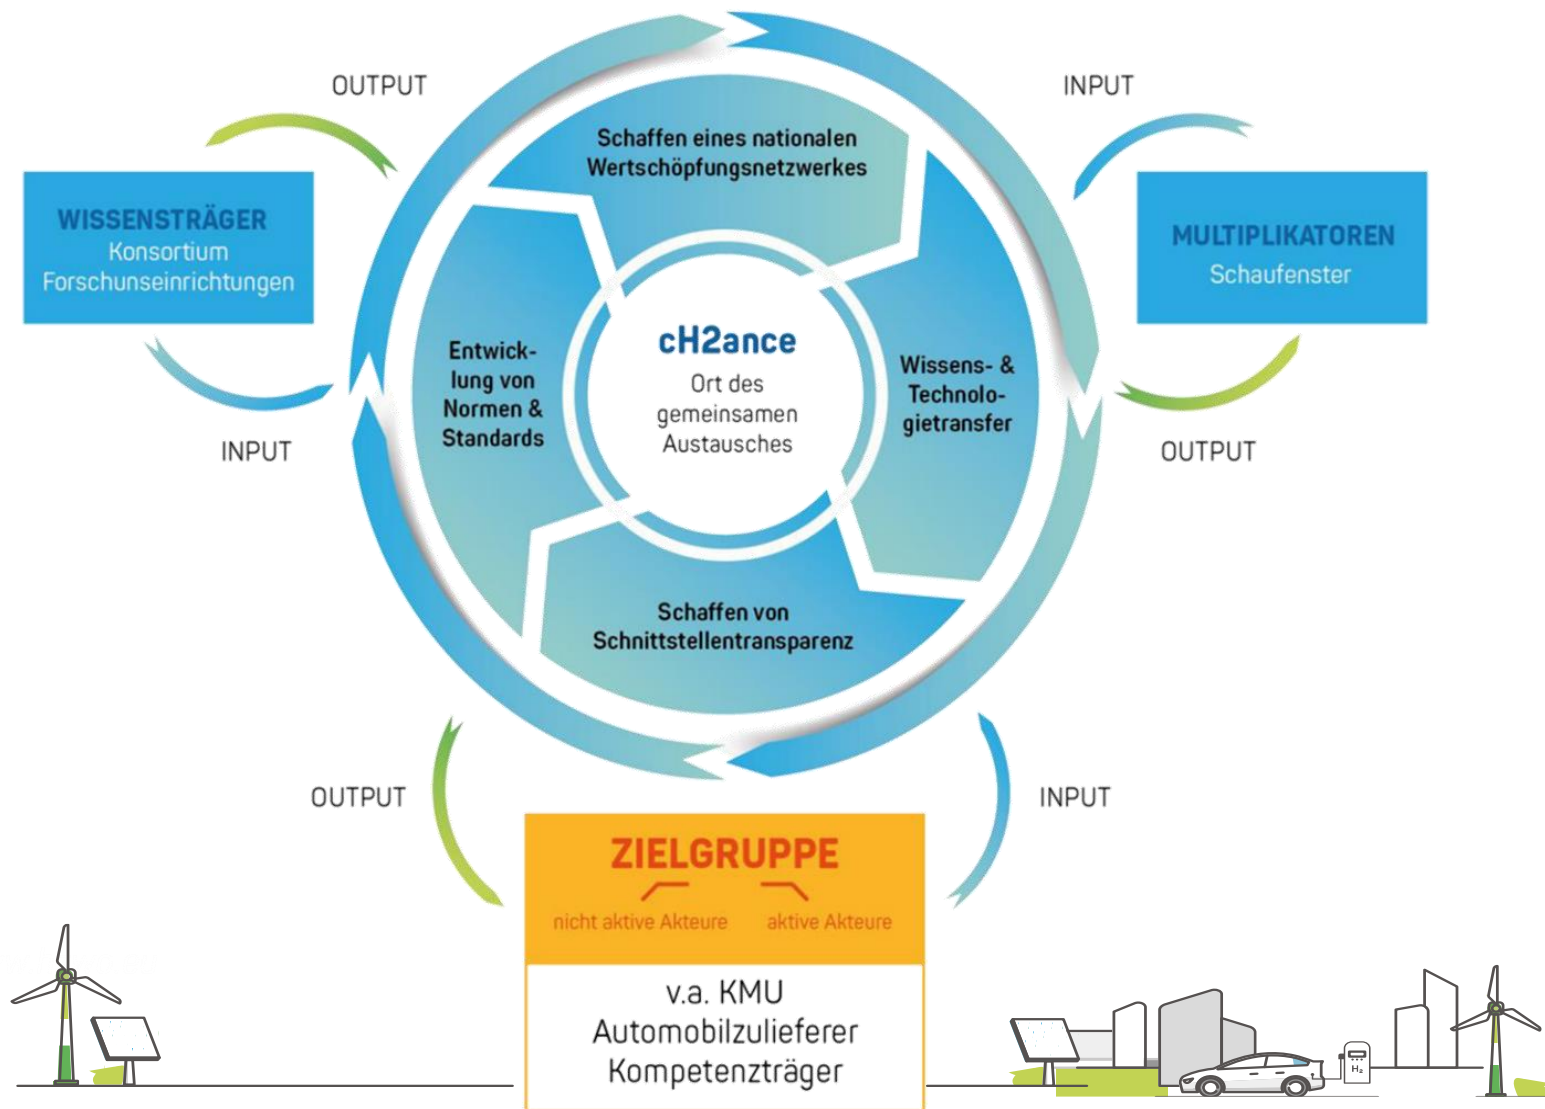 OUTPUT
INPUT
Schaffen eines nationalen
Wertschöpfungsnetzwerkes
WISSENSTRÄGER
Konsortium
Forschunseinrichtungen
MULTIPLIKATOREN
Schaufenster
cH2ance
Ort des
gemeinsamen
Austausches
Entwick-
lung von
Normen &
Standards
Wissens- &
Technolo-
gietransfer
INPUT
OUTPUT
Schaffen von
Schnittstellentransparenz
OUTPUT
INPUT
ZIELGRUPPE
nicht aktive Akteure
aktive Akteure
v.a. KMU
Automobilzulieferer
Kompetenzträger
H₂